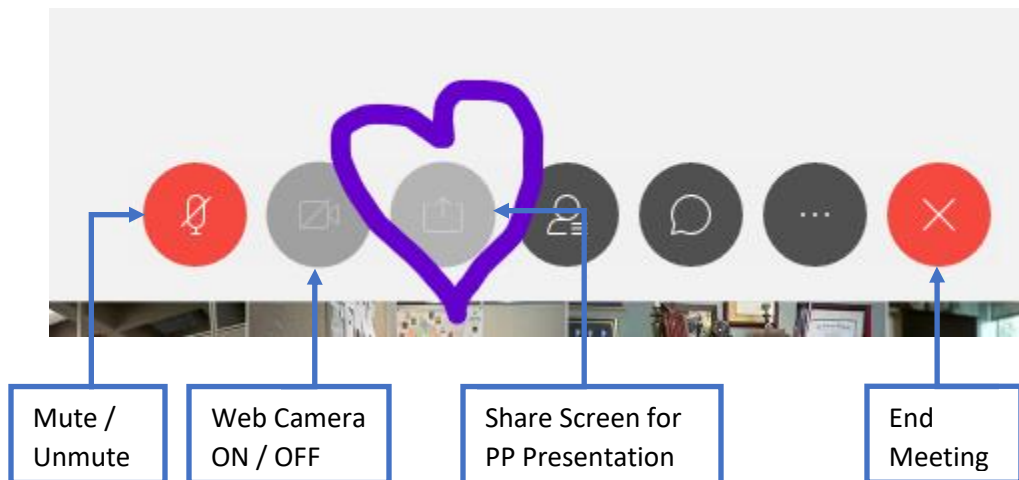 Mute /
Unmute
Web Camera
ON / OFF
Share Screen for
PP Presentation
End
Meeting